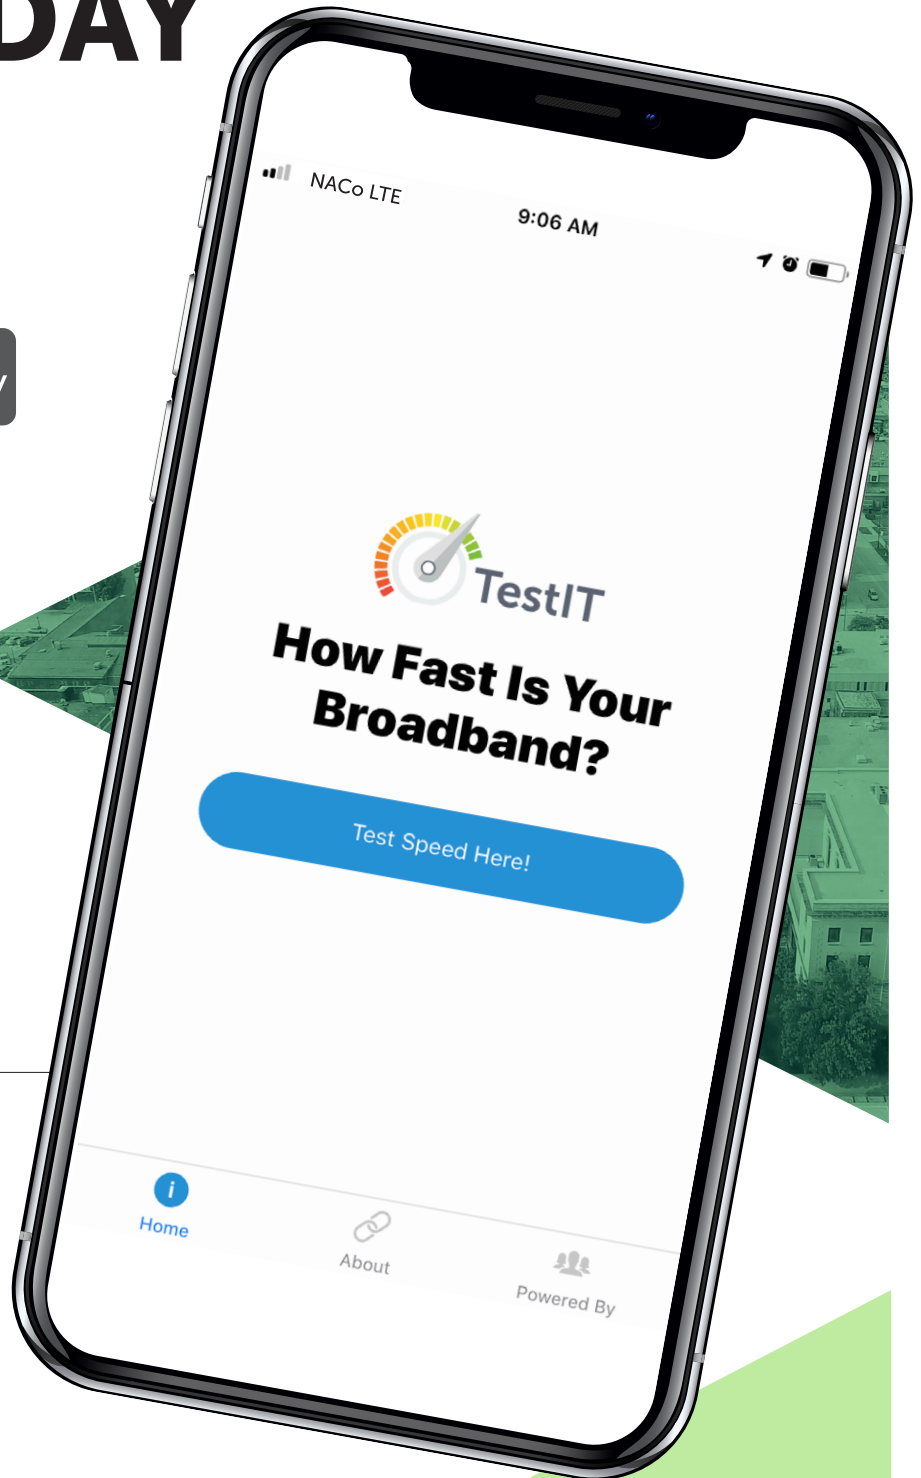 DAY
NACo LTE
9:06 AM
y
TestIT
How Fast Is Your
Broadband?
Test Speed Here!
Home
About
Powered By